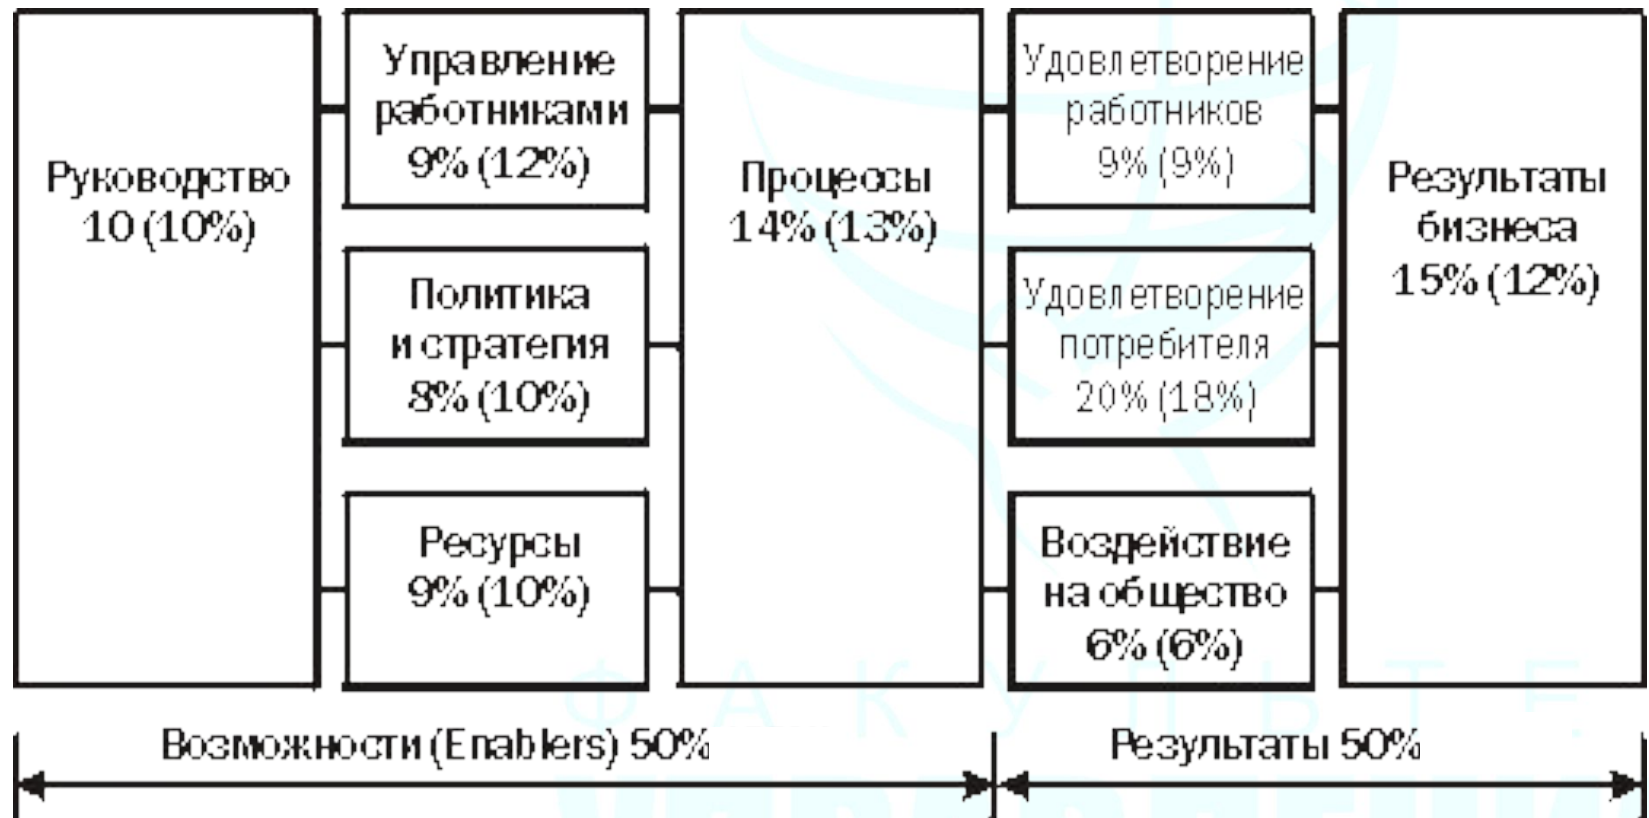 Руководство
10 (10%)
Управление
работниками
9% (12%)
Политика
и стратегия
8% (10%)
Ресурсы
9% (10%)
Процессы
14% (13%)
Удовлетворение
работников
9% (9%)
Удовлетворение
потребителя
20% (18%)
Воздействие
на общество
6% (6%)
Результаты
бизнеса
15% (12%)
Ф А К У Л Ь Т Е
Возможности (Enablers) 50%
Результаты 50%